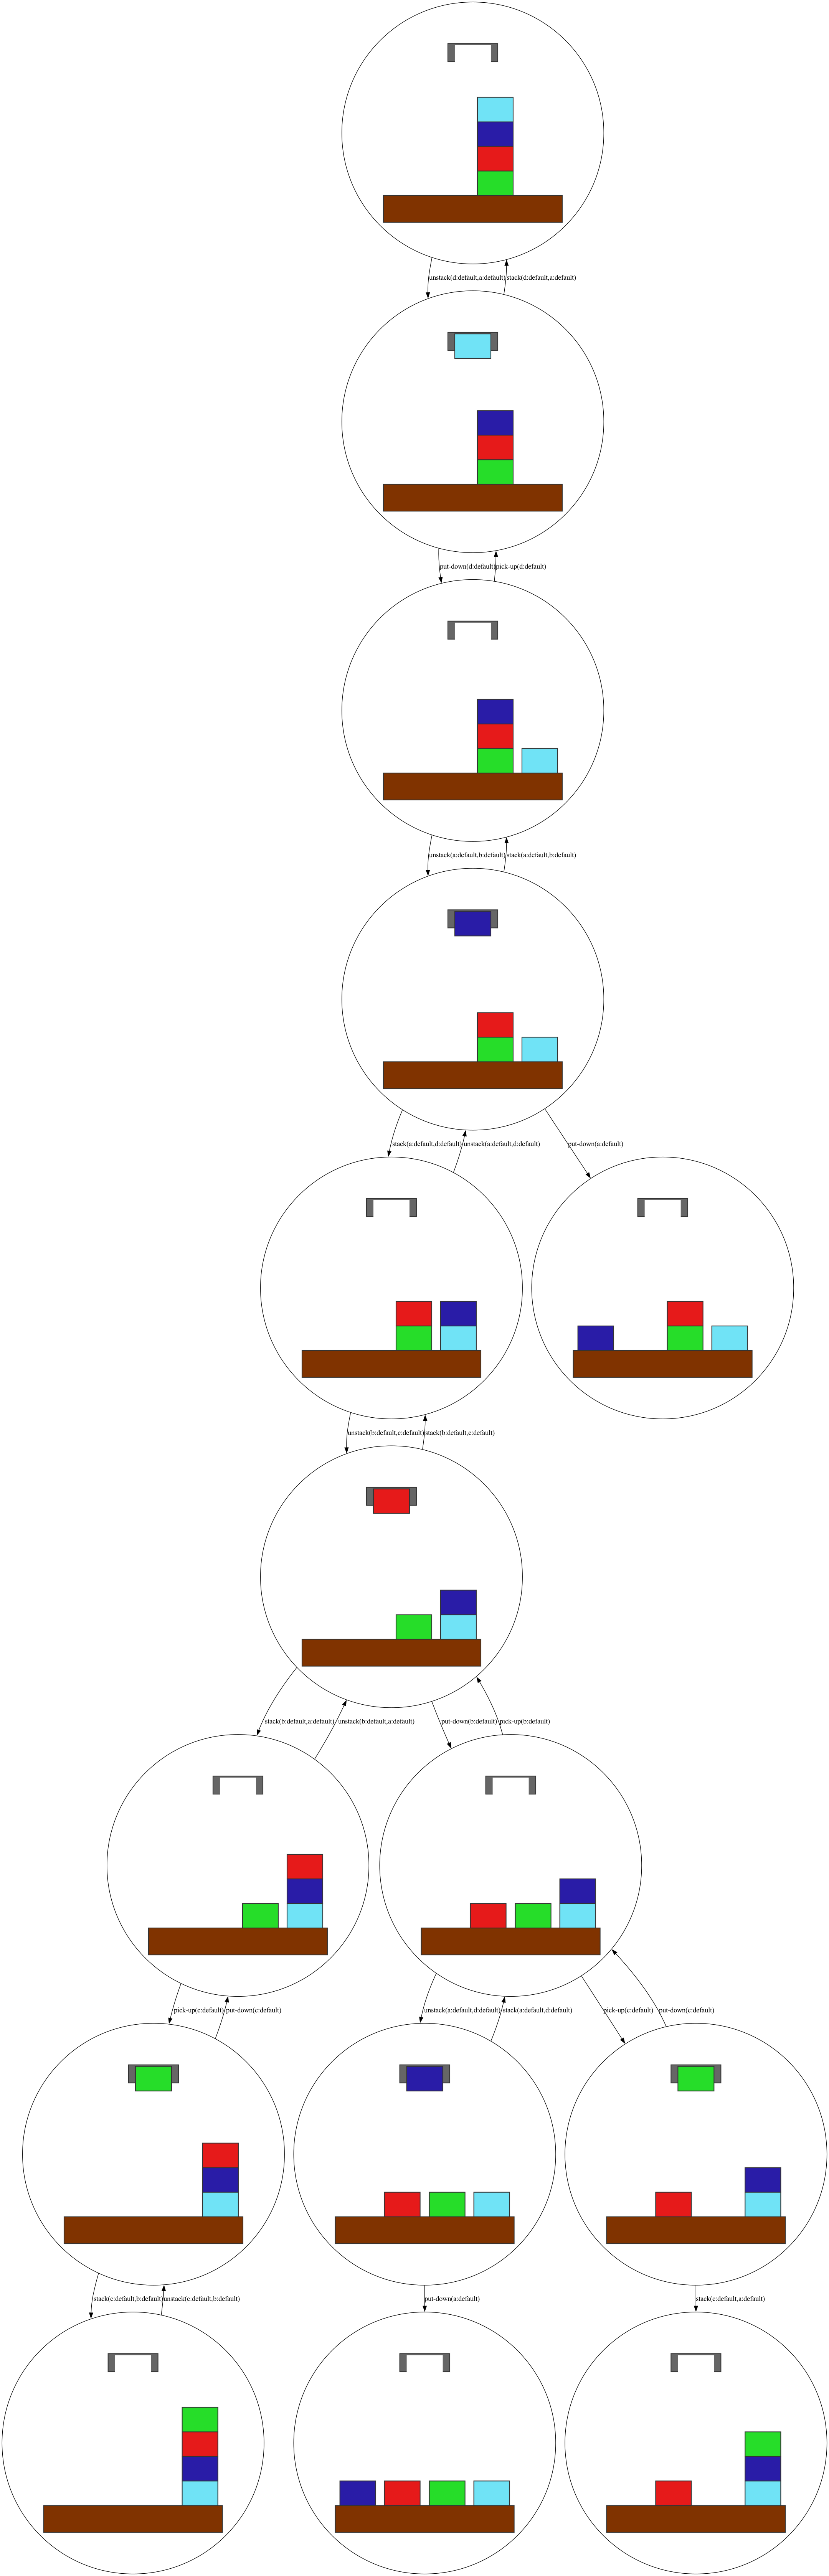 unstack(d:default,a:default) stack(d:default,a:default)
put-down(d:default) pick-up(d:default)
unstack(a:default,b:default) stack(a:default,b:default)
stack(a:default,d:default) unstack(a:default,d:default) put-down(a:default)
unstack(b:default,c:default) stack(b:default,c:default)
stack(b:default,a:default) unstack(b:default,a:default) put-down(b:default) pick-up(b:default)
pick-up(c:default) put-down(c:default) unstack(a:default,d:default) stack(a:default,d:default) pick-up(c:default) put-down(c:default)
stack(c:default,b:default) unstack(c:default,b:default) put-down(a:default) stack(c:default,a:default)